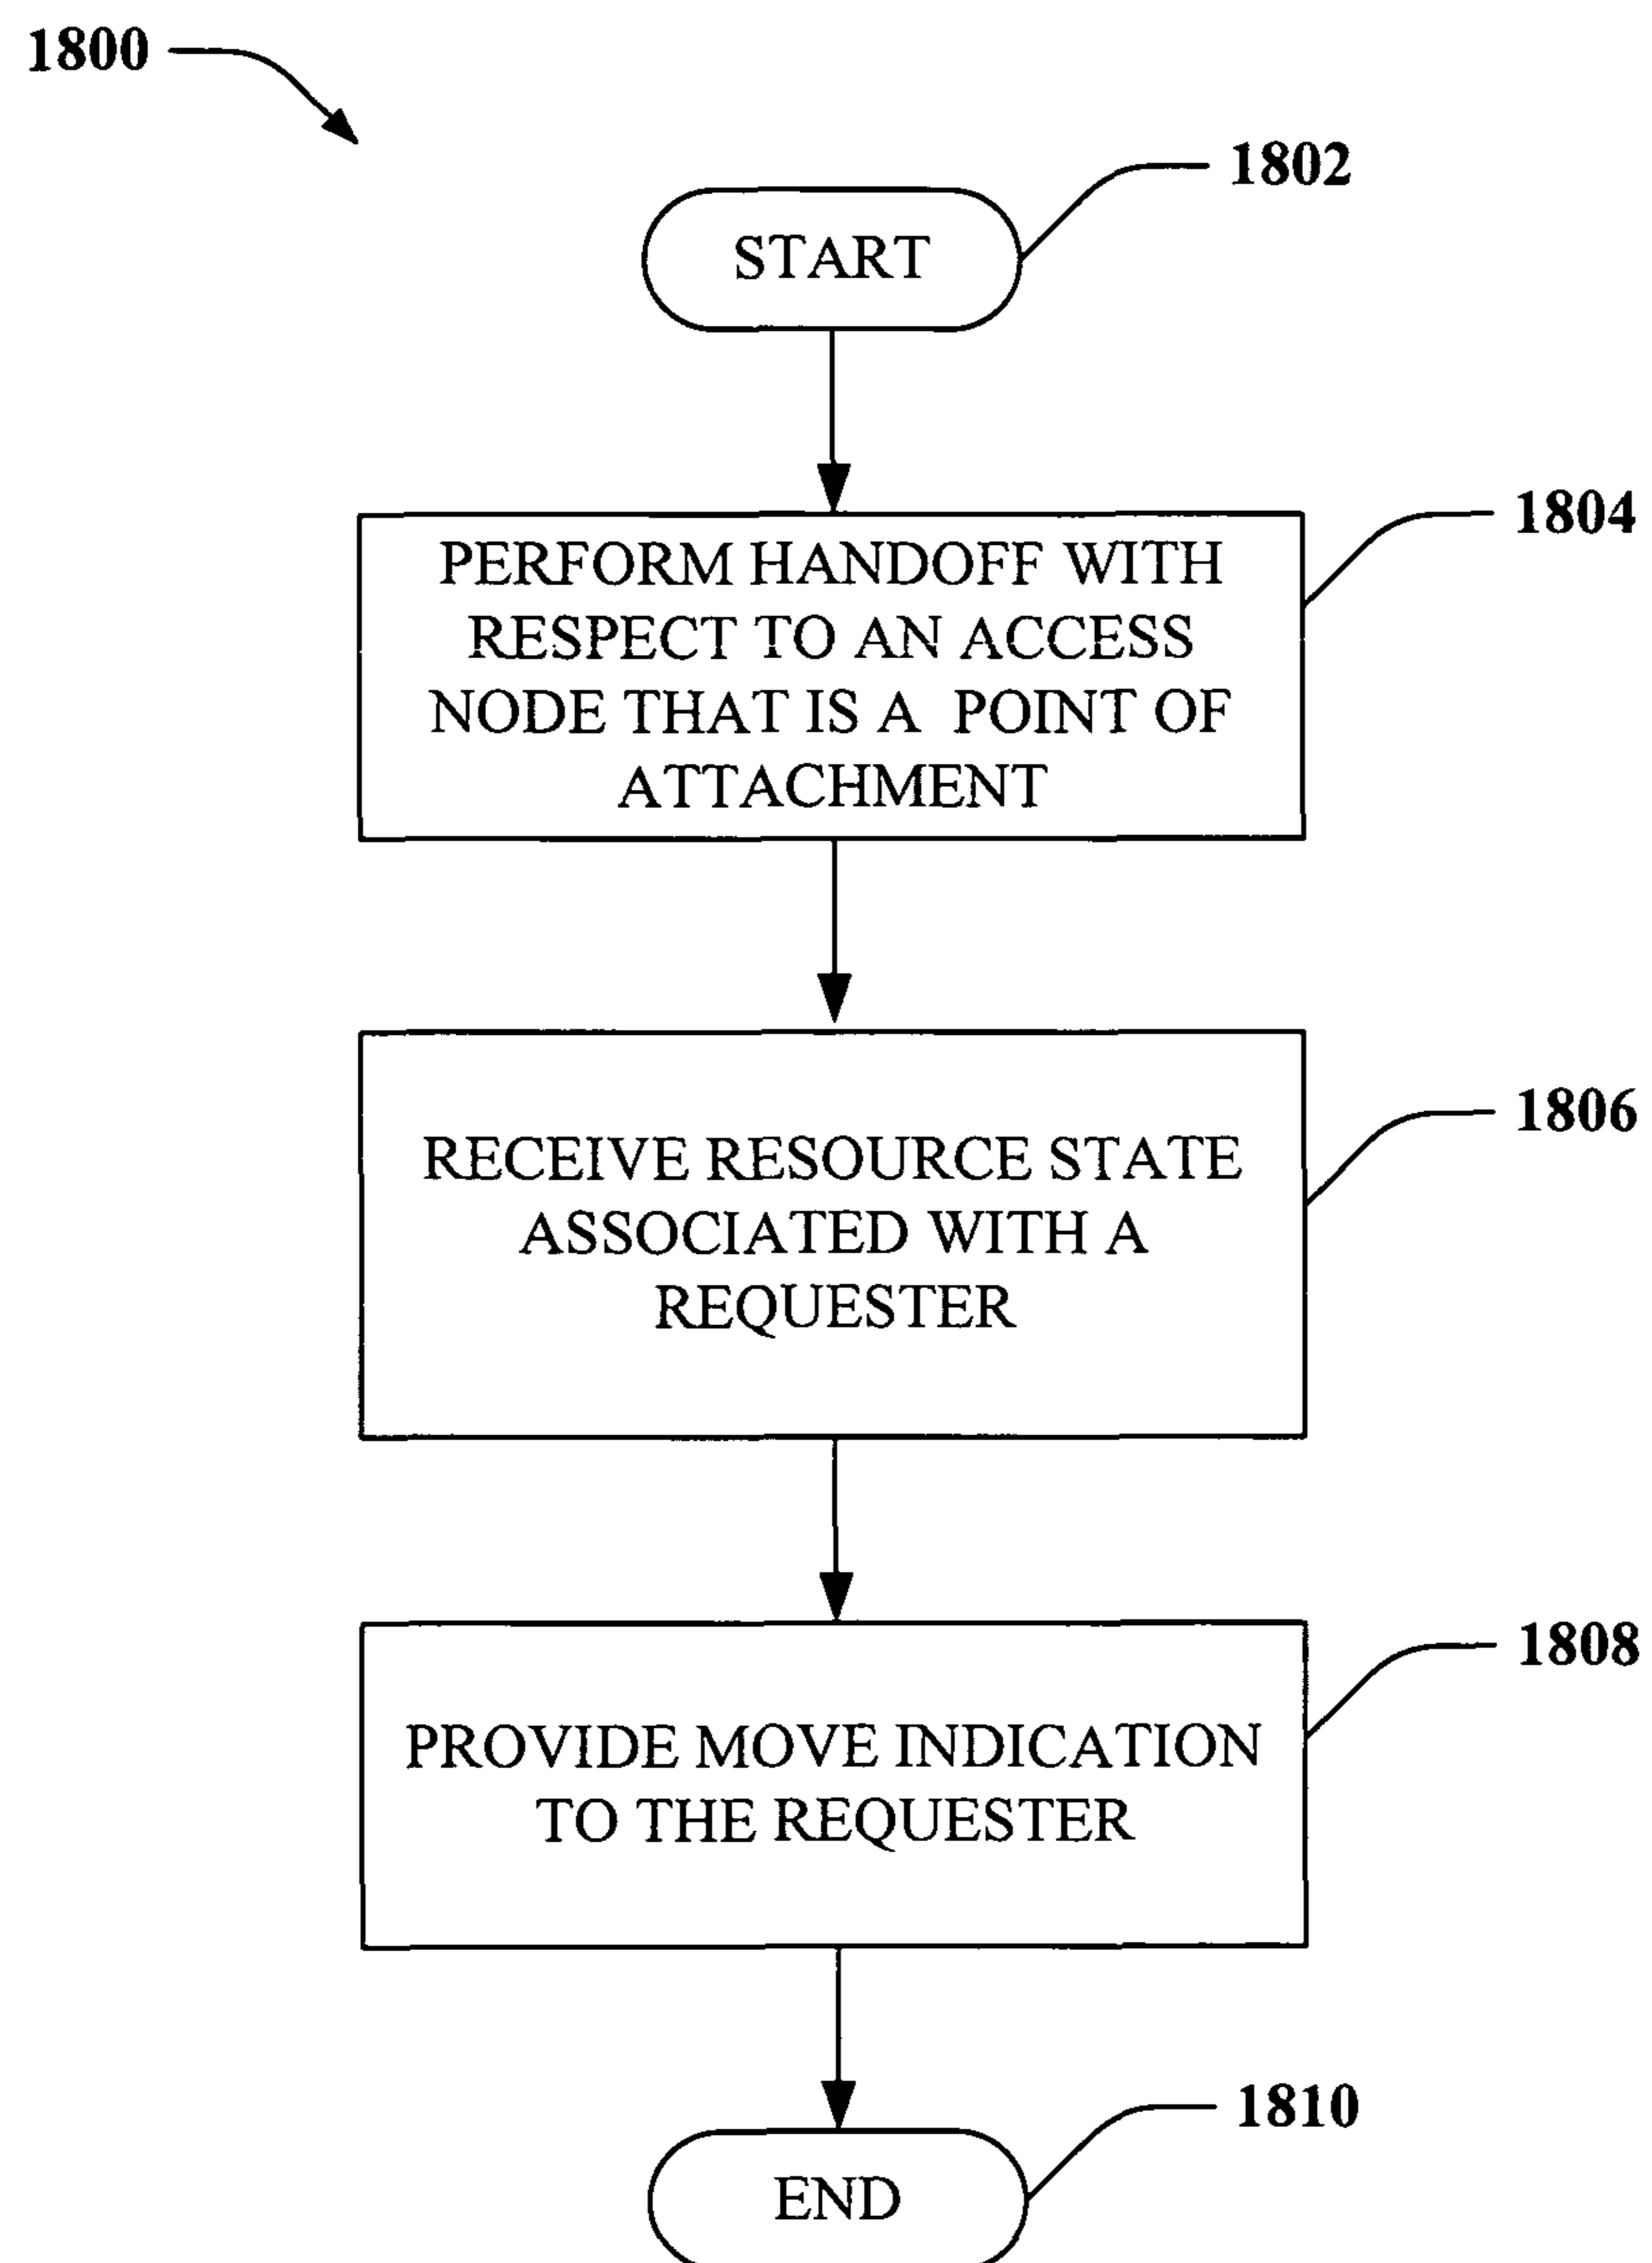 1800
1802
START
1804
PERFORM HANDOFF WITH
RESPECT TO AN ACCESS
NODE THAT IS A POINT OF
ATTACHMENT
1806
RECEIVE RESOURCE STATE
ASSOCIATED WITH A
REQUESTER
1808
PROVIDE MOVE INDICATION
TO THE REQUESTER
1810
END